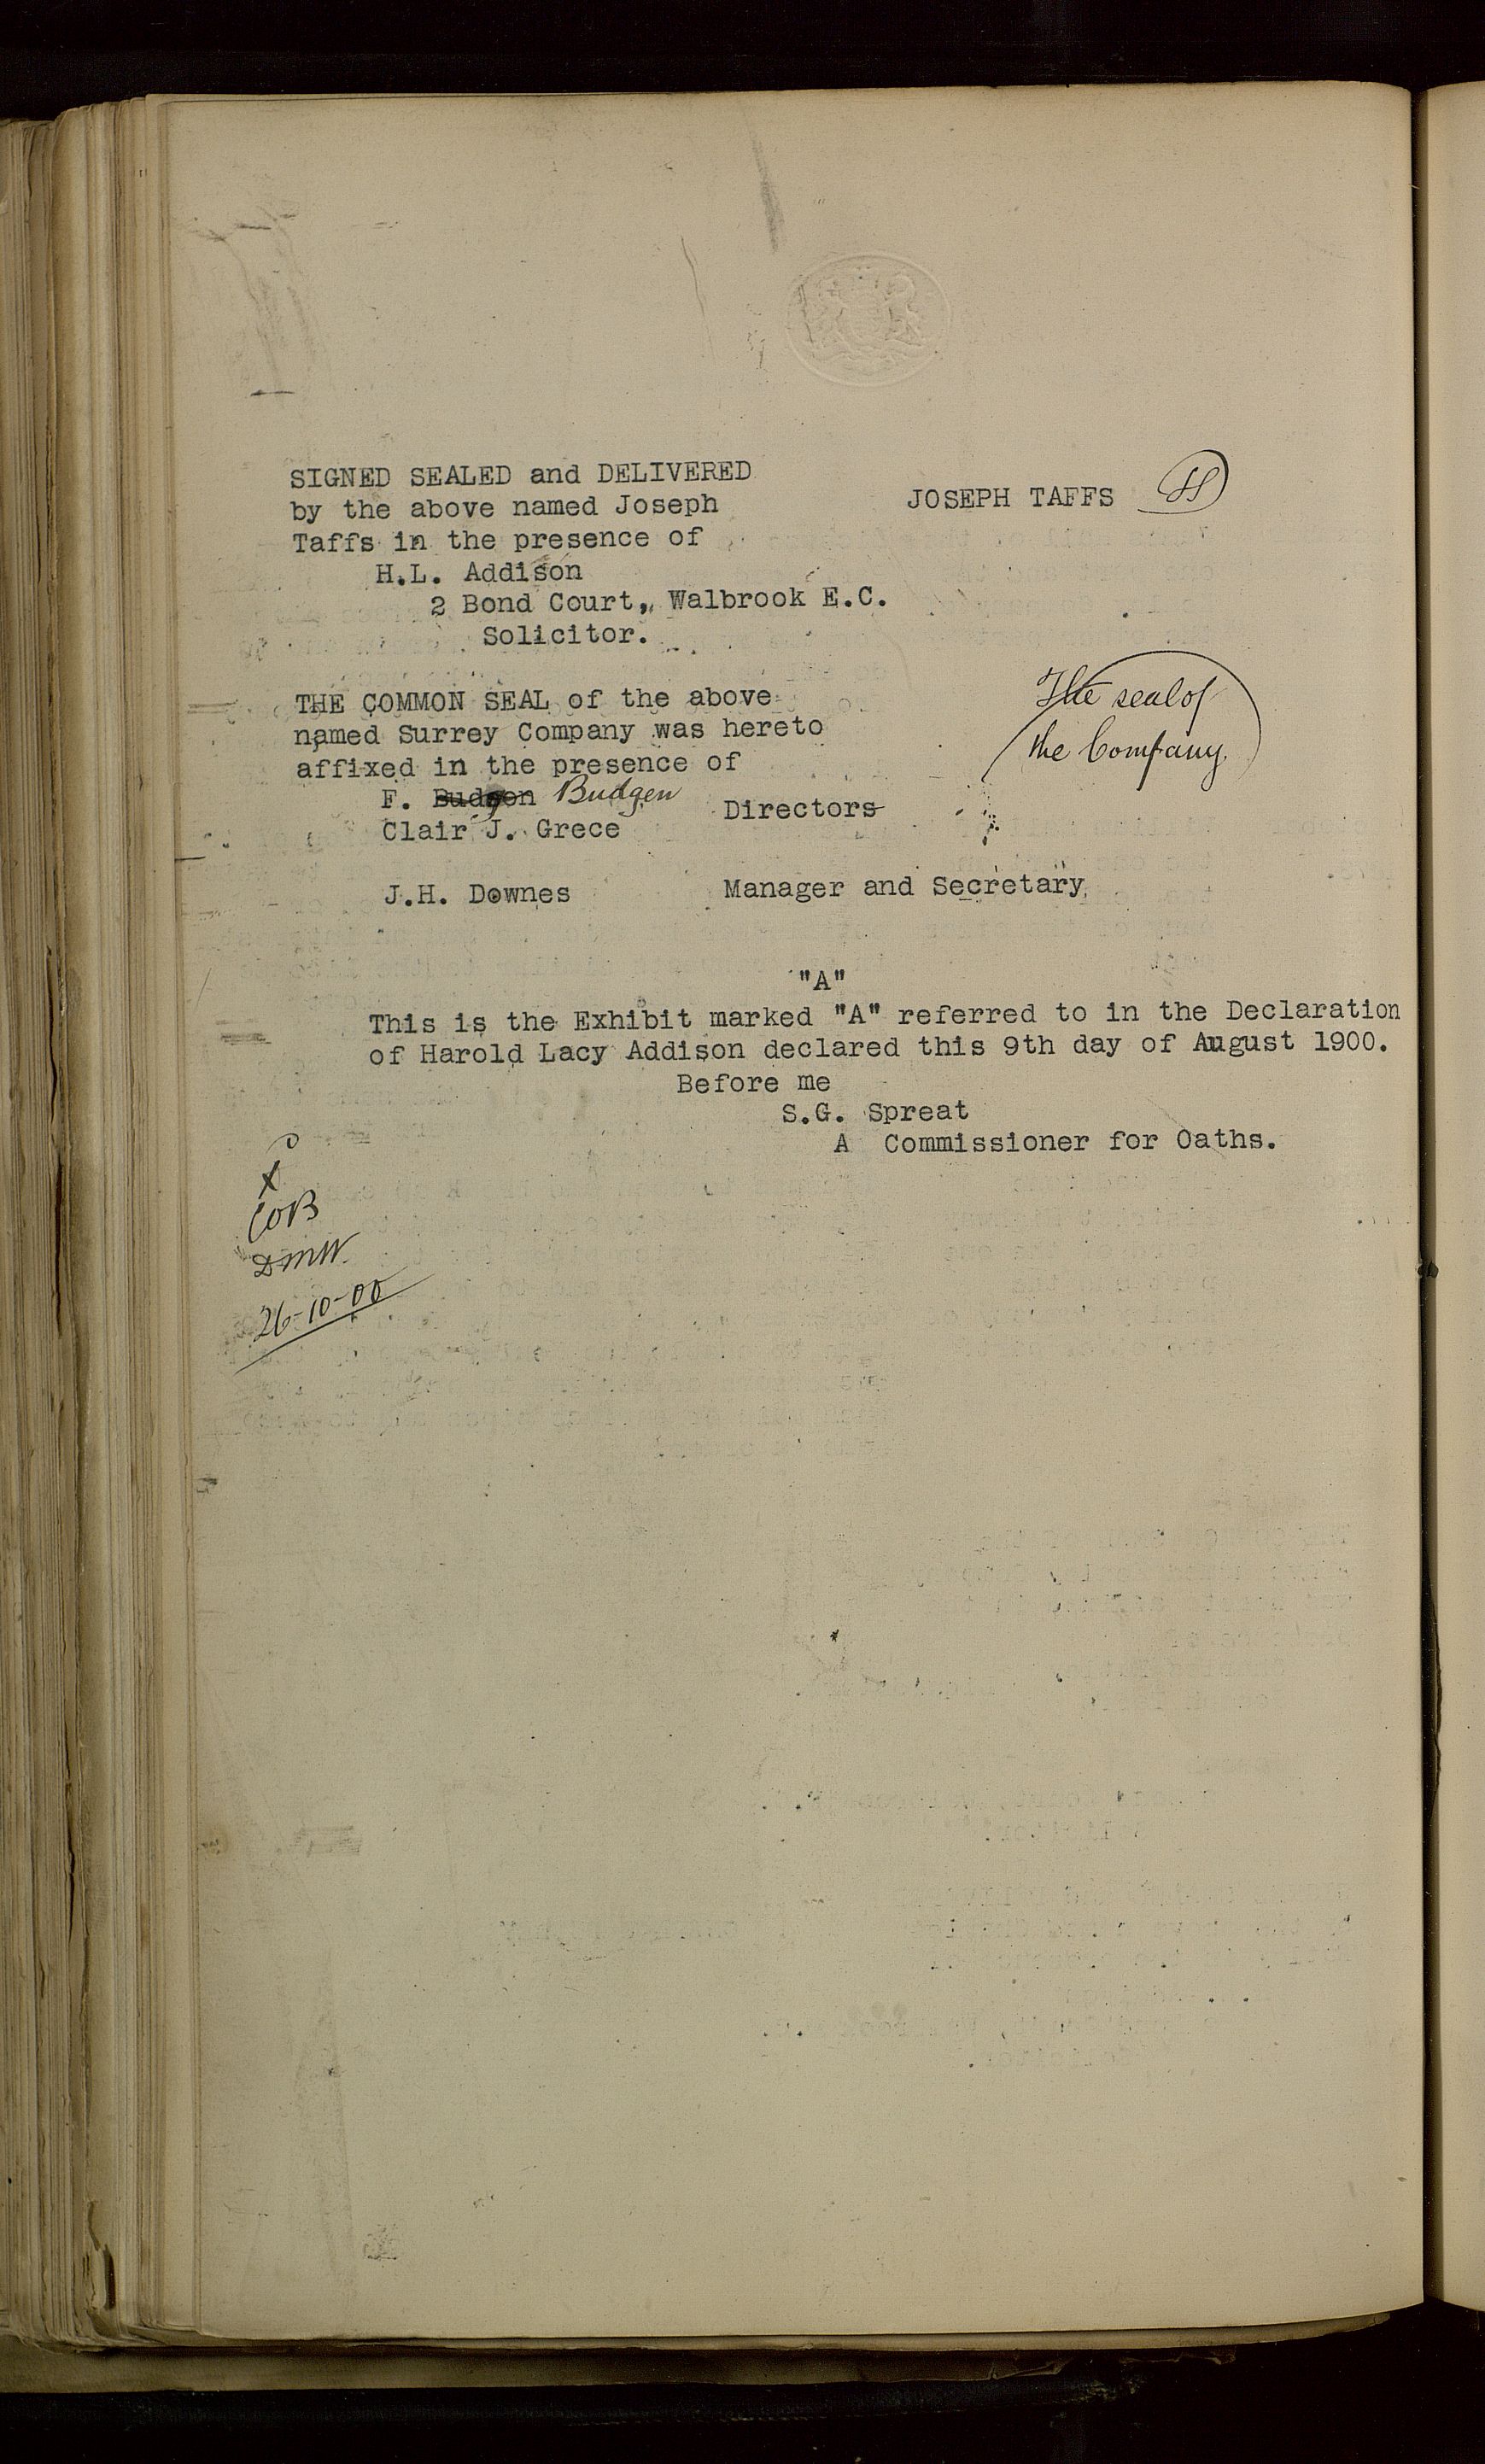 SIGNED SEALED and DELIVERED
by the above named Joseph
Taffs in the presence of
JOSEPH TAFFS
H.L. Addison
2 Bond Court, Walbrook E.C.
Solicitor.
THE COMMON SEAL of the above
named Surrey Company was hereto
affixed in the presence of
The seal of
the Company
F. Budgen
Clair J. Grece
Directors
J.H. Downes Manager and Secretary
"A"
This is the Exhibit marked "A" referred to in the Declaration
of Harold Lacy Addison declared this 9th day of August 1900.
Before me
S.G. Spreat
A Commissioner for Oaths.
X
DMW.
26-10-00